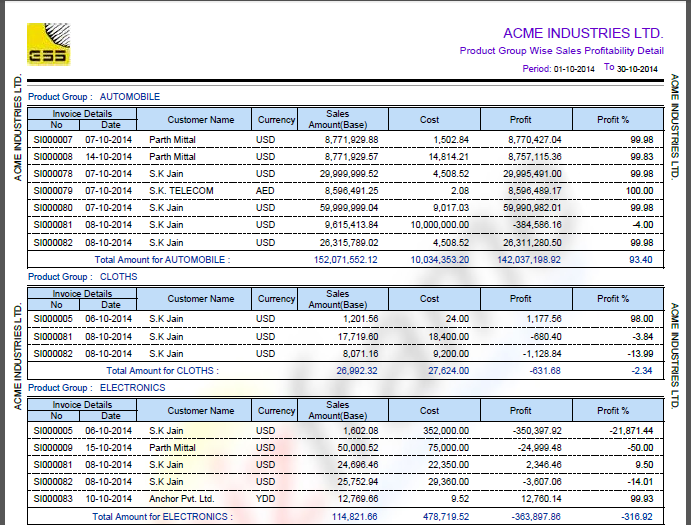 ESS
ACME INDUSTRIES LTD.
Product Group Wise Sales Profitability Detail
Period: 01-10-2014 To 30-10-2014
ACME INDUSTRIES LTD.
ACME INDUSTRIES LTD.
Product Group : AUTOMOBILE
Invoice Details Customer Name Currency Sales Amount(Base) Cost Profit Profit %
No Date
SI000007 07-10-2014 Parth Mittal USD 8,771,929.88 1,502.84 8,770,427.04 99.98
SI000008 14-10-2014 Parth Mittal USD 8,771,929.57 14,814.21 8,757,115.36 99.83
SI000078 07-10-2014 S.K Jain USD 29,999,999.52 4,508.52 29,995,491.00 99.98
SI000079 07-10-2014 S.K. TELECOM AED 8,596,491.25 2.08 8,596,489.17 100.00
SI000080 07-10-2014 S.K Jain USD 59,999,999.04 9,017.03 59,990,982.01 99.98
SI000081 08-10-2014 S.K Jain USD 9,615,413.84 10,000,000.00 -384,586.16 -4.00
SI000082 08-10-2014 S.K Jain USD 26,315,789.02 4,508.52 26,311,280.50 99.98
Total Amount for AUTOMOBILE : 152,071,552.12 10,034,353.20 142,037,198.92 93.40
Product Group : CLOTHS
Invoice Details Customer Name Currency Sales Amount(Base) Cost Profit Profit %
No Date
SI000005 06-10-2014 S.K Jain USD 1,201.56 24.00 1,177.56 98.00
SI000081 08-10-2014 S.K Jain USD 17,719.60 18,400.00 -680.40 -3.84
SI000082 08-10-2014 S.K Jain USD 8,071.16 9,200.00 -1,128.84 -13.99
Total Amount for CLOTHS : 26,992.32 27,624.00 -631.68 -2.34
ACME INDUSTRIES LTD.
ACME INDUSTRIES LTD.
Product Group : ELECTRONICS
Invoice Details Customer Name Currency Sales Amount(Base) Cost Profit Profit %
No Date
SI000005 06-10-2014 S.K Jain USD 1,602.08 352,000.00 -350,397.92 -21,871.44
SI000009 15-10-2014 Parth Mittal USD 50,000.52 75,000.00 -24,999.48 -50.00
SI000081 08-10-2014 S.K Jain USD 24,696.46 22,350.00 2,346.46 9.50
SI000082 08-10-2014 S.K Jain USD 25,752.94 29,360.00 -3,607.06 -14.01
SI000083 10-10-2014 Anchor Pvt. Ltd. YDD 12,769.66 9.52 12,760.14 99.93
Total Amount for ELECTRONICS : 114,821.66 478,719.52 -363,897.86 -316.92